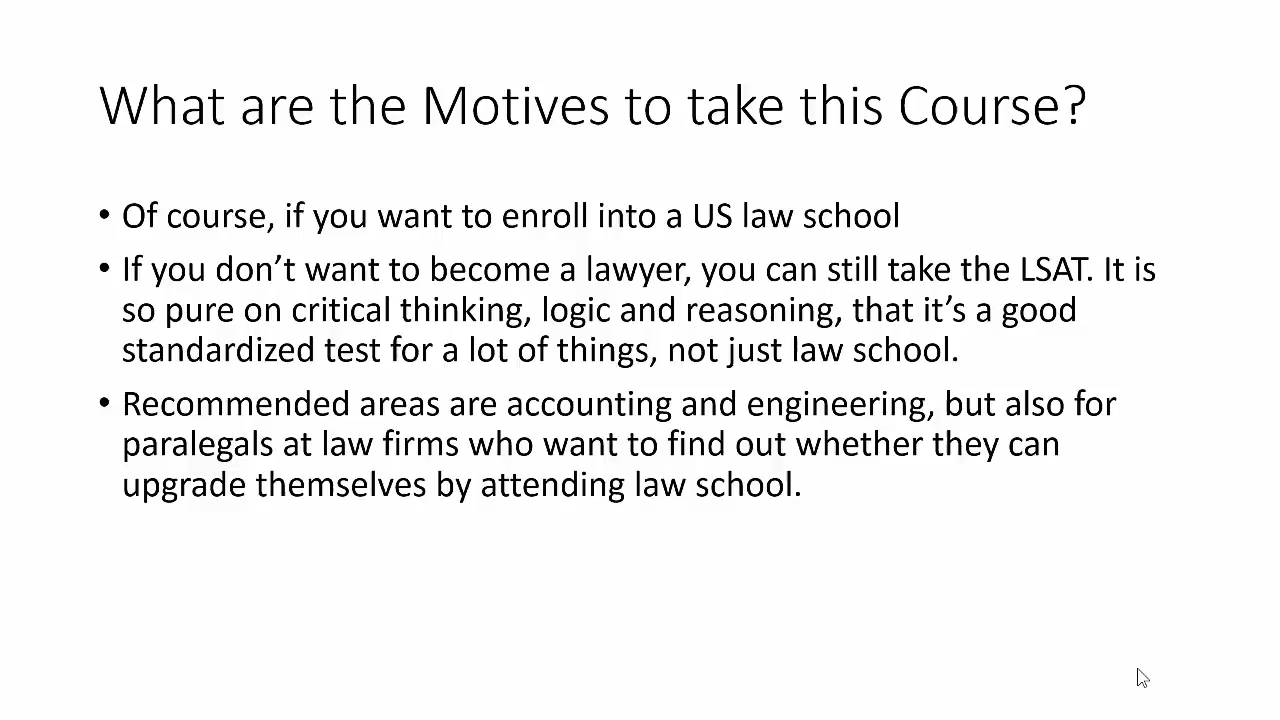 What are the Motives to take this Course?
• Of course, if you want to enroll into a US law school
• If you don’t want to become a lawyer, you can still take the LSAT. It is
so pure on critical thinking, logic and reasoning, that it’s a good
standardized test for a lot of things, not just law school.
• Recommended areas are accounting and engineering, but also for
paralegals at law firms who want to find out whether they can
upgrade themselves by attending law school.